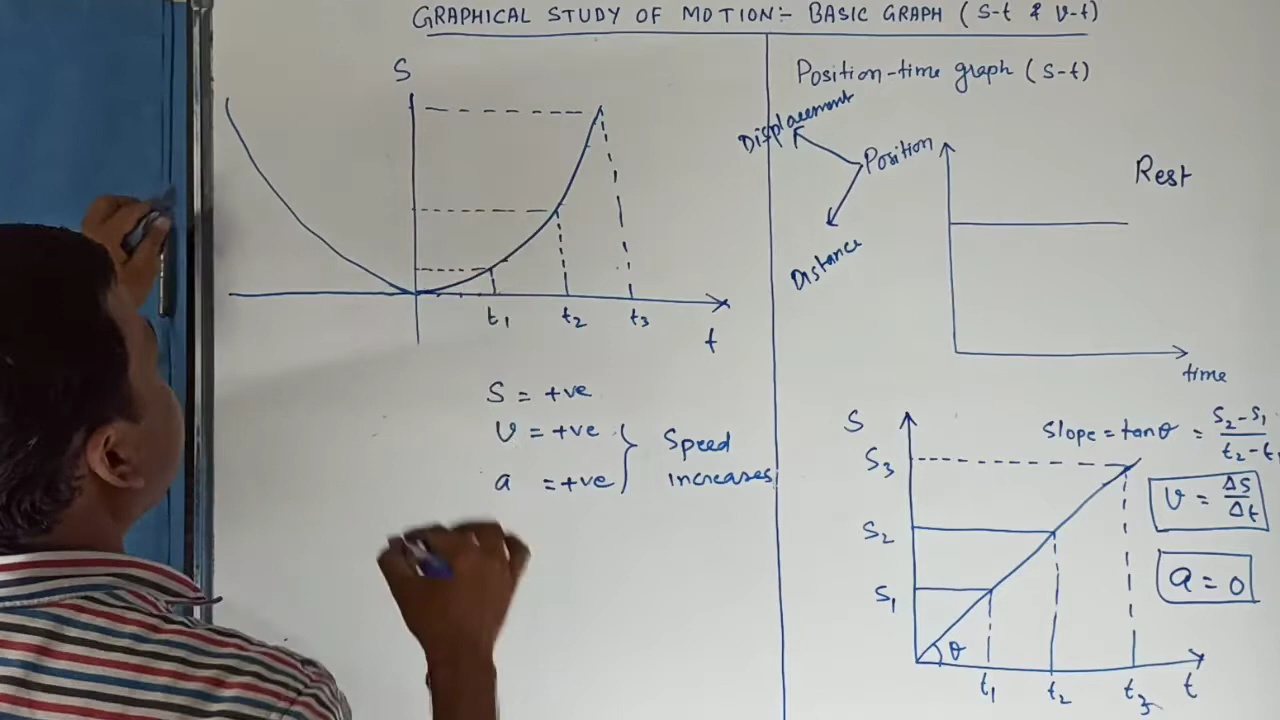 GRAPHICAL STUDY OF MOTION:- BASIC GRAPH (S-t & v-t)
S
t1 t2 t3
t
S = +ve
v = +ve
a = +ve
Speed
increases
Position-time graph (S-t)
Displacement
Position
Distance
Rest
time
S
S3
S2
S1
θ
t1 t2 t3 t
Slope = tanθ = S2-S1
t2-t1
v = ΔS
Δt
a = 0